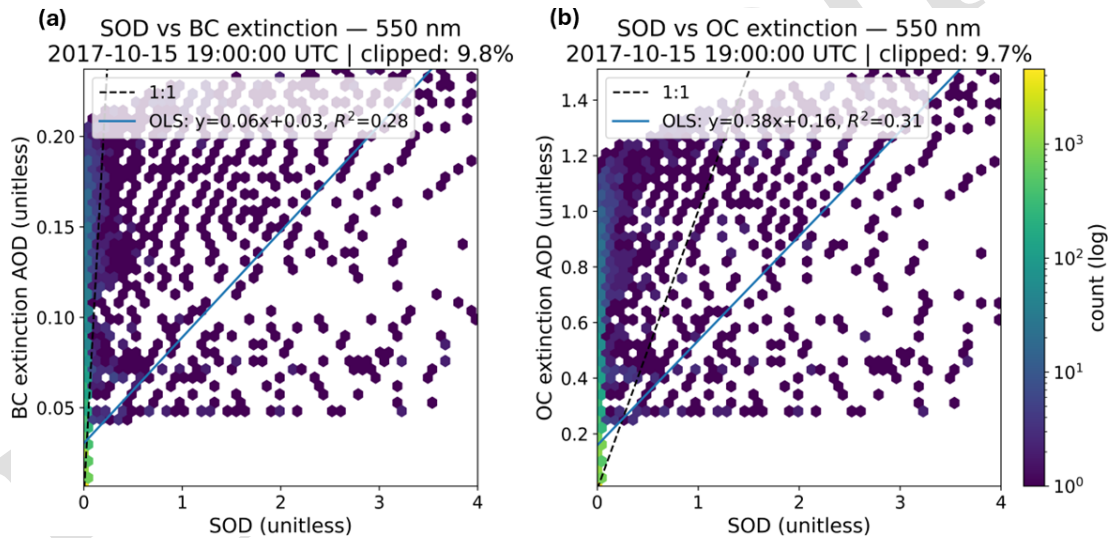 (a)
SOD vs BC extinction — 550 nm
2017-10-15 19:00:00 UTC | clipped: 9.8%
1:1
OLS: y=0.06x+0.03, R²=0.28
BC extinction AOD (unitless)
0.20
0.15
0.10
0.05
0
1
2
3
4
SOD (unitless)
(b)
SOD vs OC extinction — 550 nm
2017-10-15 19:00:00 UTC | clipped: 9.7%
1:1
OLS: y=0.38x+0.16, R²=0.31
OC extinction AOD (unitless)
1.4
1.2
1.0
0.8
0.6
0.4
0.2
0
1
2
3
4
SOD (unitless)
10³
10²
10¹
10⁰
count (log)